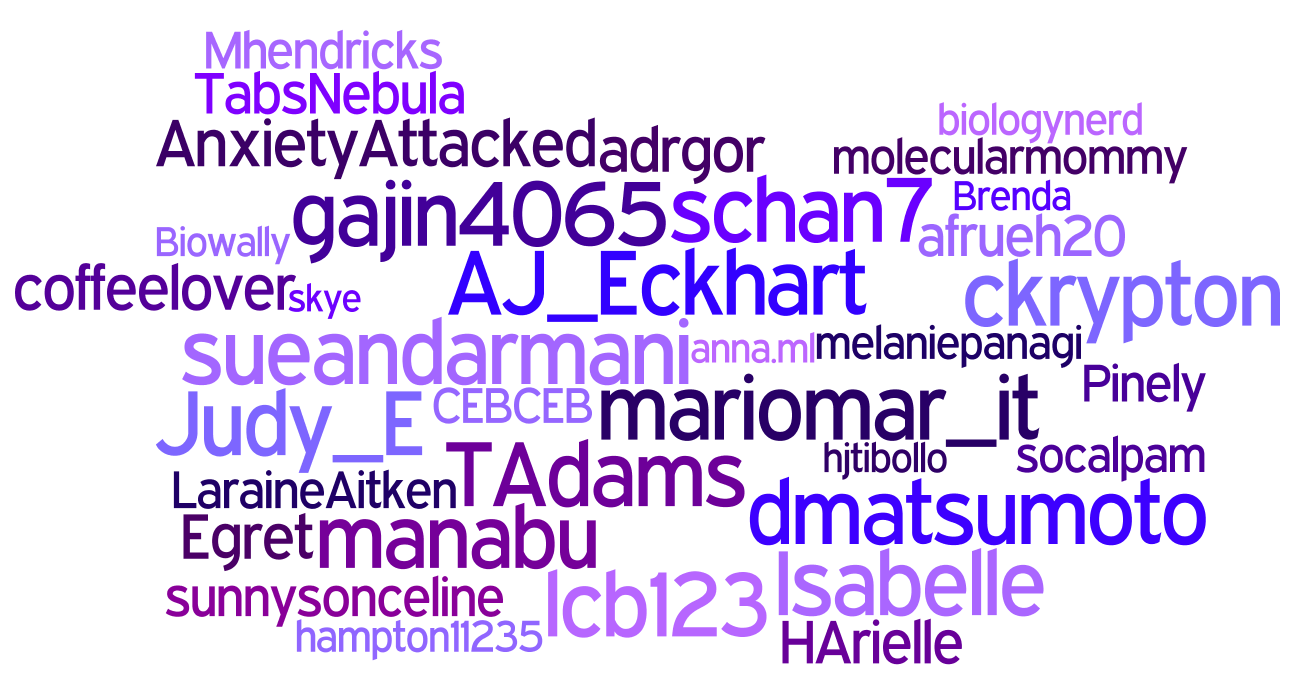 Mhendricks
TabsNebula
biologynerd
AnxietyAttacked adrgor molecularmommy
gajin4065 schan7 Brenda
Biowally afrueh20
coffeelover skye AJ_Eckhart ckrypton
sueandarmani anna.ml melaniepanagi
Pinely
Judy_E CEBCEB mariomar_it
TAdams hjtibollo socalpam
LaraineAitken dmatsumoto
Egret manabu
sunnysonceline lcb123 Isabelle
hampton11235 HArielle